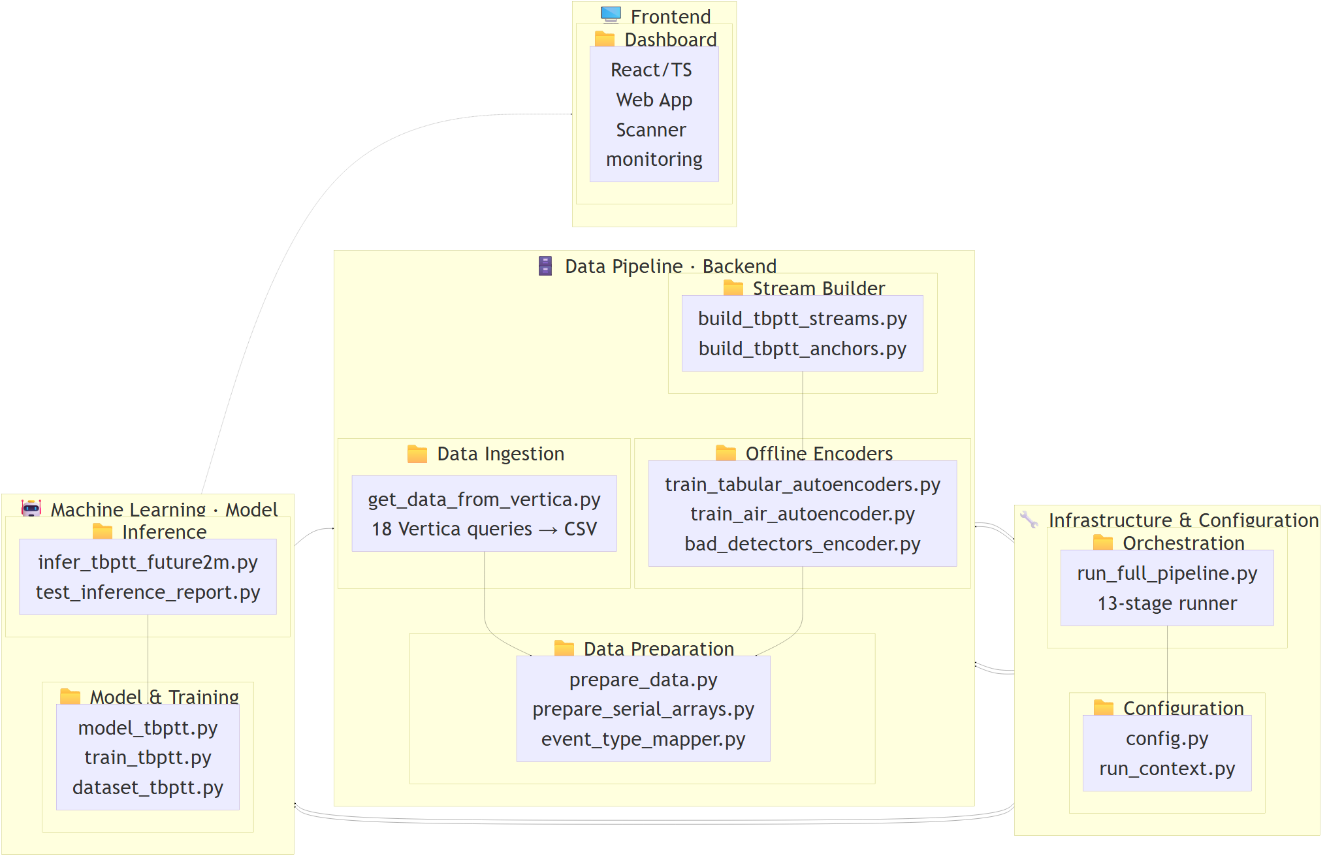 Frontend
Dashboard
React/TS
Web App
Scanner
monitoring
Data Pipeline · Backend
Stream Builder
build_tbptt_streams.py
build_tbptt_anchors.py
Data Ingestion
get_data_from_vertica.py
18 Vertica queries → CSV
Offline Encoders
train_tabular_autoencoders.py
train_air_autoencoder.py
bad_detectors_encoder.py
Data Preparation
prepare_data.py
prepare_serial_arrays.py
event_type_mapper.py
Machine Learning · Model
Inference
infer_tbptt_future2m.py
test_inference_report.py
Model & Training
model_tbptt.py
train_tbptt.py
dataset_tbptt.py
Infrastructure & Configuration
Orchestration
run_full_pipeline.py
13-stage runner
Configuration
config.py
run_context.py